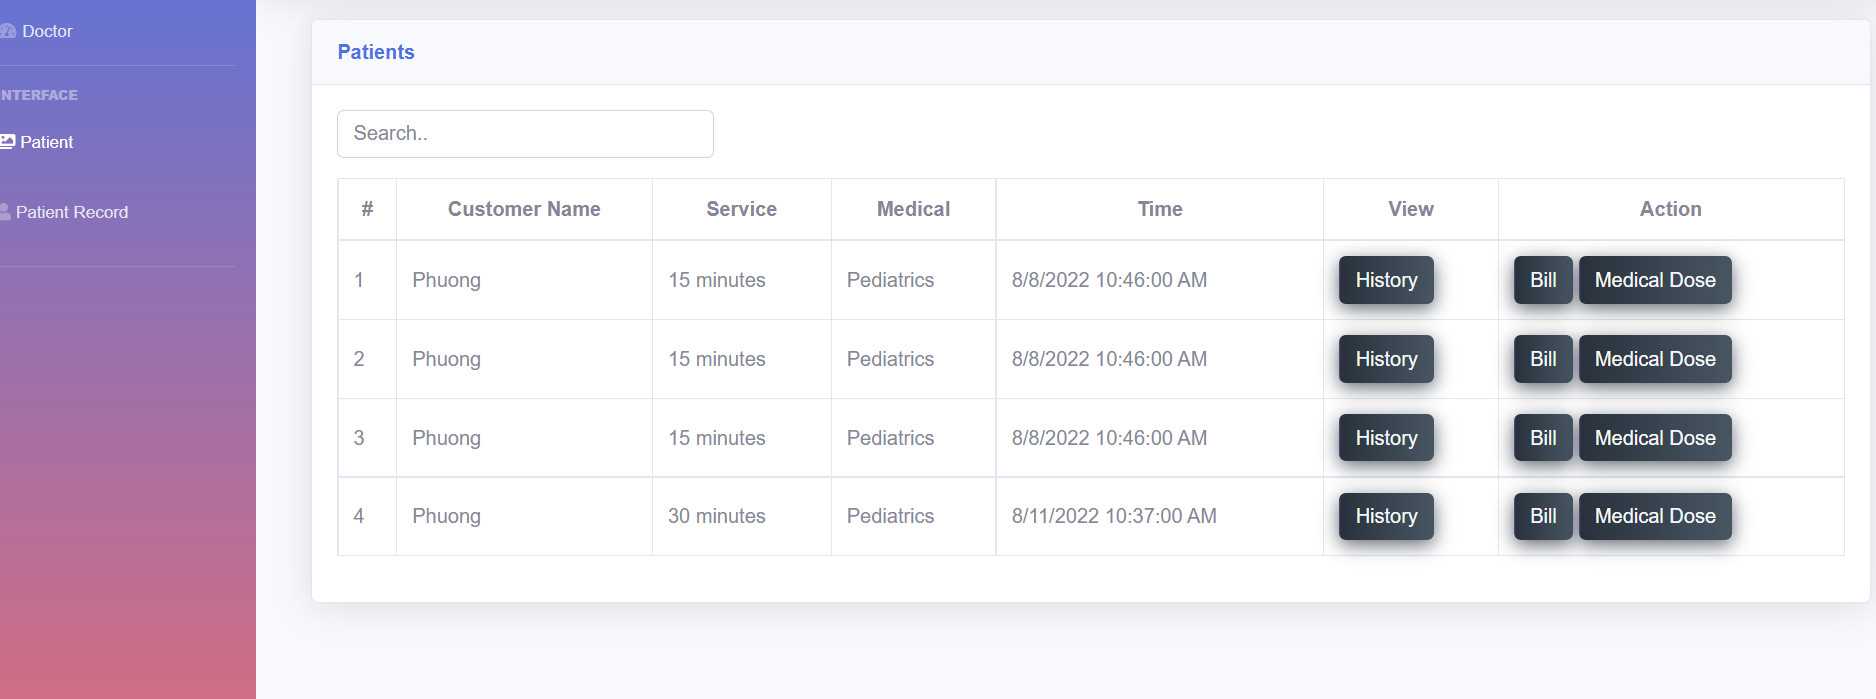 Doctor
NTERFACE
Patient
Patient Record
Patients
Search..
# Customer Name Service Medical Time View Action
1 Phuong 15 minutes Pediatrics 8/8/2022 10:46:00 AM History Bill Medical Dose
2 Phuong 15 minutes Pediatrics 8/8/2022 10:46:00 AM History Bill Medical Dose
3 Phuong 15 minutes Pediatrics 8/8/2022 10:46:00 AM History Bill Medical Dose
4 Phuong 30 minutes Pediatrics 8/11/2022 10:37:00 AM History Bill Medical Dose